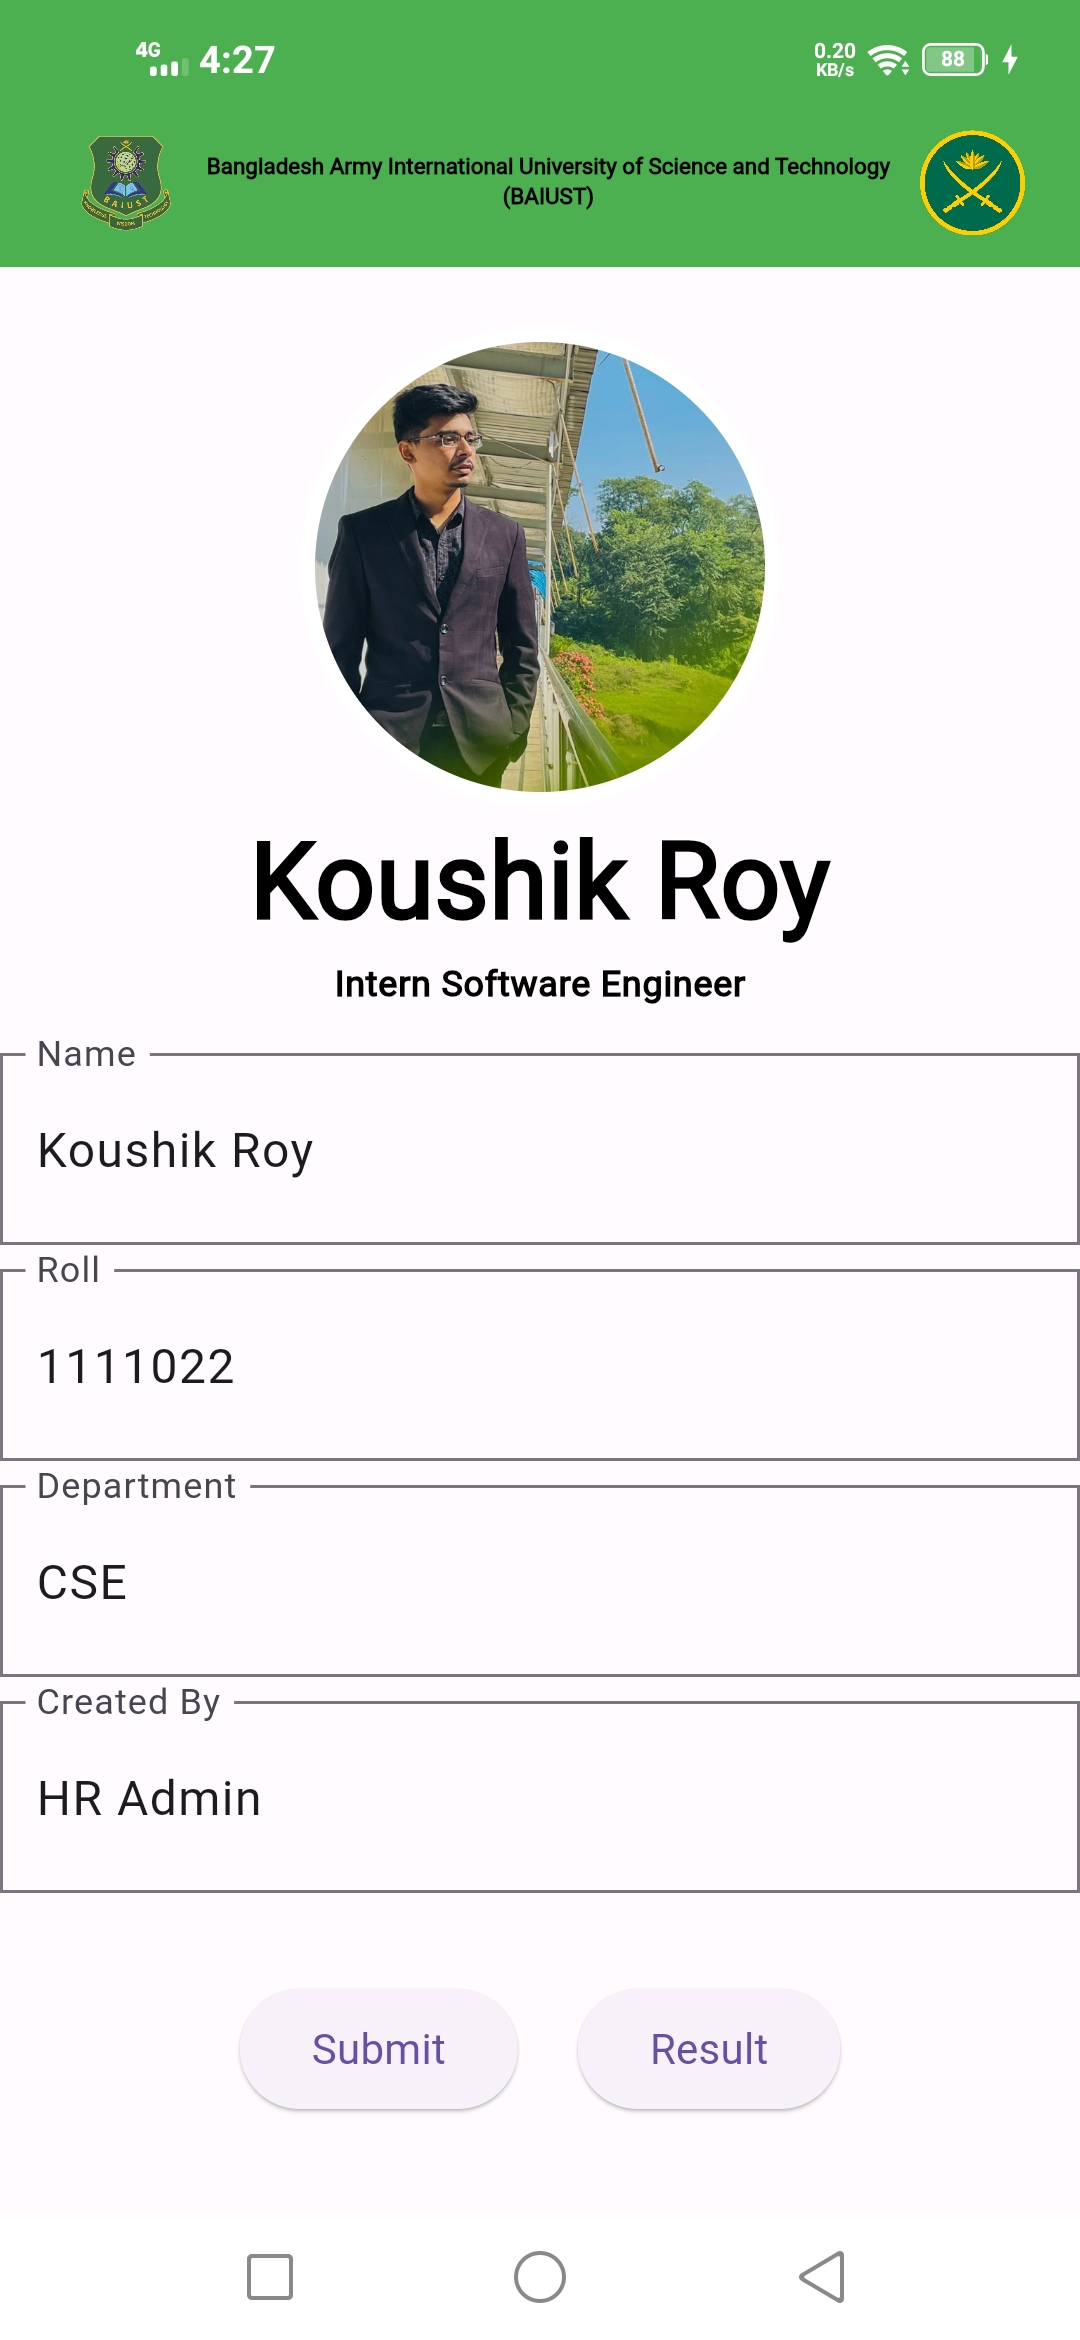 4G 4:27 0.20 KB/s 88
Bangladesh Army International University of Science and Technology
(BAIUST)
BAIUST
Koushik Roy
Intern Software Engineer
Name
Koushik Roy
Roll
1111022
Department
CSE
Created By
HR Admin
Submit Result